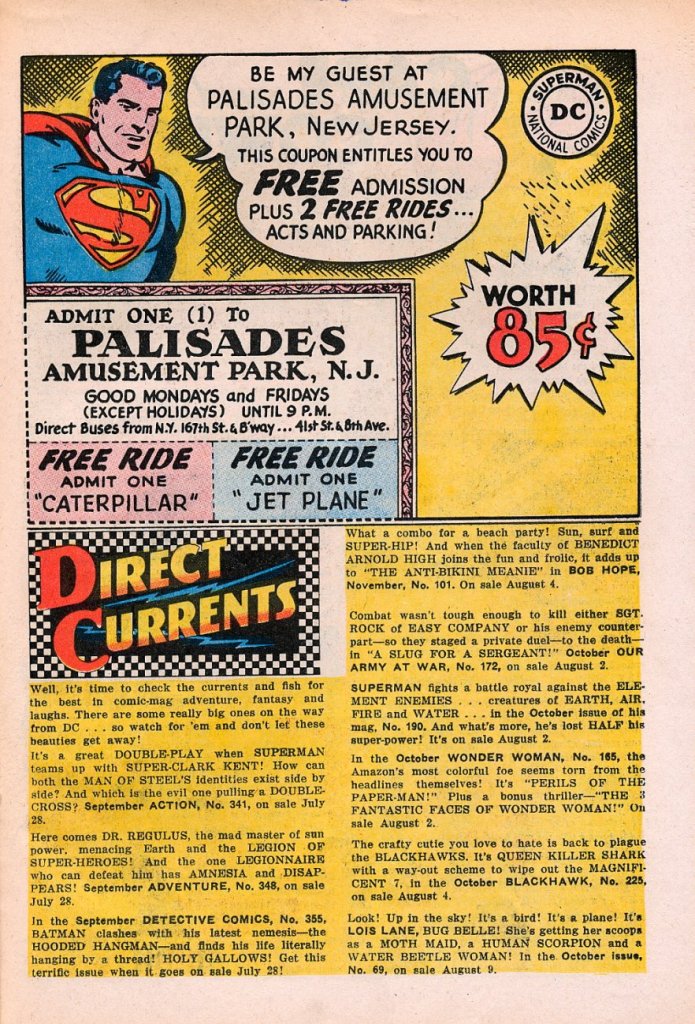 BE MY GUEST AT
PALISADES AMUSEMENT
PARK, NEW JERSEY.
THIS COUPON ENTITLES YOU TO
FREE ADMISSION
PLUS 2 FREE RIDES...
ACTS AND PARKING!
SUPERMAN
DC
NATIONAL COMICS
WORTH
85¢
ADMIT ONE (1) TO
PALISADES
AMUSEMENT PARK, N.J.
GOOD MONDAYS and FRIDAYS
(EXCEPT HOLIDAYS) UNTIL 9 P.M.
Direct Buses from N.Y. 167th St. & B'way... 41st St. & 8th Ave.
FREE RIDE
ADMIT ONE
"CATERPILLAR"
FREE RIDE
ADMIT ONE
"JET PLANE"
DIRECT
CURRENTS
Well, it's time to check the currents and fish for
the best in comic-mag adventure, fantasy and
laughs. There are some really big ones on the way
from DC . . . so watch for 'em and don't let these
beauties get away!
It's a great DOUBLE-PLAY when SUPERMAN
teams up with SUPER-CLARK KENT! How can
both the MAN OF STEEL'S identities exist side by
side? And which is the evil one pulling a DOUBLE-
CROSS? September ACTION, No. 341, on sale July
28.
Here comes DR. REGULUS, the mad master of sun
power, menacing Earth and the LEGION OF
SUPER-HEROES! And the one LEGIONNAIRE
who can defeat him has AMNESIA and DISAP-
PEARS! September ADVENTURE, No. 348, on sale
July 28.
In the September DETECTIVE COMICS, No. 355,
BATMAN clashes with his latest nemesis—the
HOODED HANGMAN—and finds his life literally
hanging by a thread! HOLY GALLOWS! Get this
terrific issue when it goes on sale July 28!
What a combo for a beach party! Sun, surf and
SUPER-HIP! And when the faculty of BENEDICT
ARNOLD HIGH joins the fun and frolic, it adds
up to "THE ANTI-BIKINI MEANIE" in BOB HOPE,
November, No. 101. On sale August 4.
Combat wasn't tough enough to kill either SGT.
ROCK of EASY COMPANY or his enemy counter-
part—so they staged a private duel—to the death—
in "A SLUG FOR A SERGEANT!" October OUR
ARMY AT WAR, No. 172, on sale August 2.
SUPERMAN fights a battle royal against the ELE-
MENT ENEMIES . . . creatures of EARTH, AIR,
FIRE and WATER . . . in the October issue of his
mag, No. 190. And what's more, he's lost HALF his
super-power! It's on sale August 2.
In the October WONDER WOMAN, No. 165, the
Amazon's most colorful foe seems torn from the
headlines themselves! It's "PERILS OF THE
PAPER-MAN!" Plus a bonus thriller—"THE 3
FANTASTIC FACES OF WONDER WOMAN!" On
sale August 2.
The crafty cutie you love to hate is back to plague
the BLACKHAWKS. It's QUEEN KILLER SHARK
with a way-out scheme to wipe out the MAGNIFI-
CENT 7, in the October BLACKHAWK, No. 225,
on sale August 4.
Look! Up in the sky! It's a bird! It's a plane! It's
LOIS LANE, BUG BELLE! She's getting her scoops
as a MOTH MAID, a HUMAN SCORPION and a
WATER BEETLE WOMAN! In the October issue,
No. 69, on sale August 9.